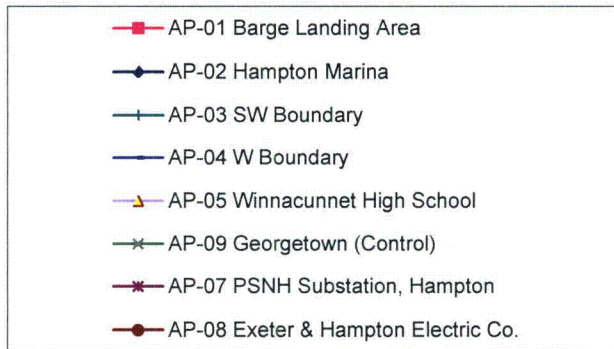 AP-01 Barge Landing Area
AP-02 Hampton Marina
AP-03 SW Boundary
AP-04 W Boundary
AP-05 Winnacunnet High School
AP-09 Georgetown (Control)
AP-07 PSNH Substation, Hampton
AP-08 Exeter & Hampton Electric Co.